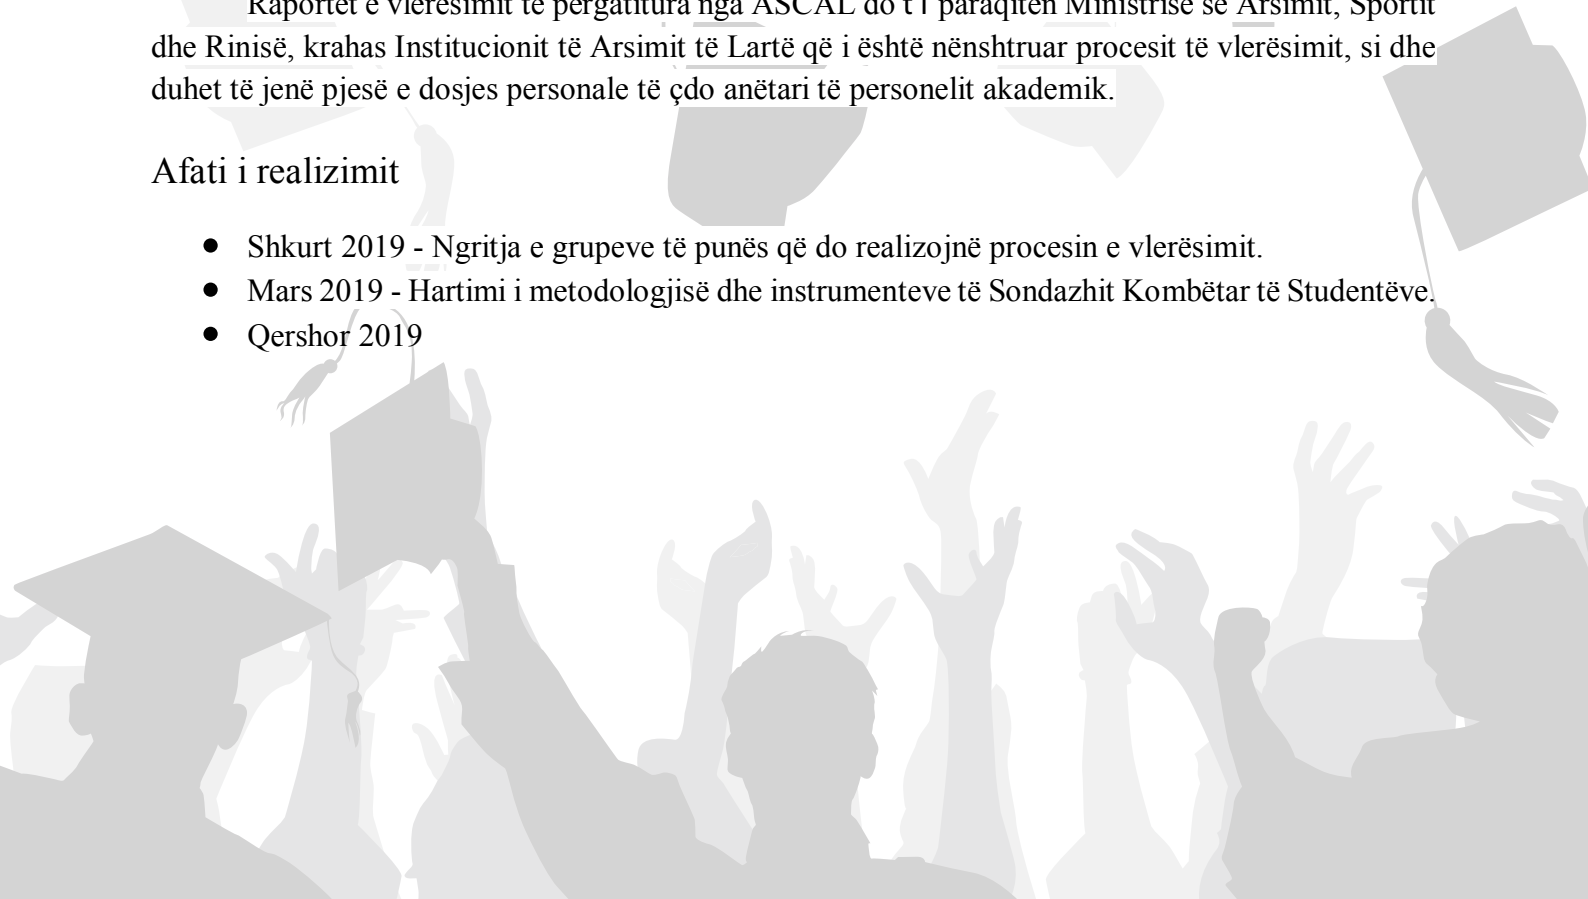 Raportet e vlerësimit të përgatitura nga ASCAL do t'i paraqiten Ministrisë së Arsimit, Sportit
dhe Rinisë, krahas Institucionit të Arsimit të Lartë që i është nënshtruar procesit të vlerësimit, si dhe
duhet të jenë pjesë e dosjes personale të çdo anëtari të personelit akademik.
Afati i realizimit
● Shkurt 2019 - Ngritja e grupeve të punës që do realizojnë procesin e vlerësimit.
● Mars 2019 - Hartimi i metodologjisë dhe instrumenteve të Sondazhit Kombëtar të Studentëve.
● Qershor 2019